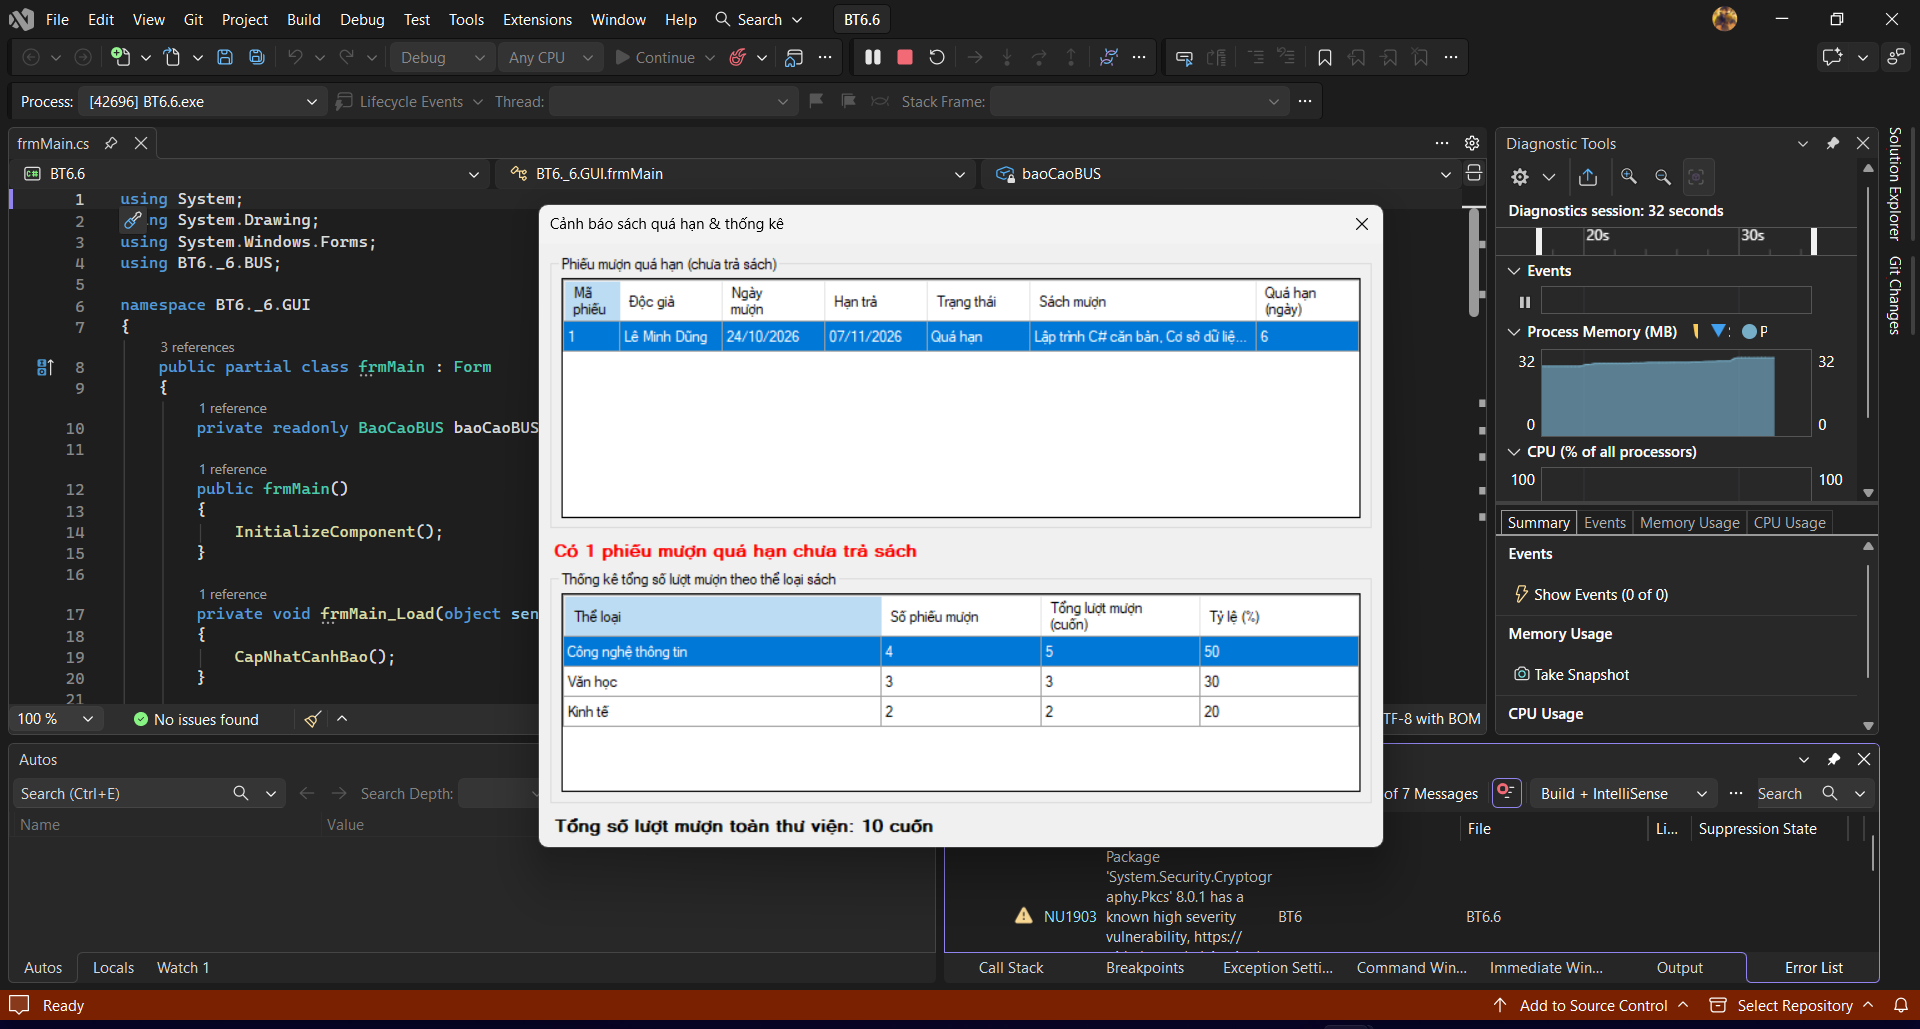 File Edit View Git Project Build Debug Test Tools Extensions Window Help Search BT6.6
Debug Any CPU Continue
Process: [42696] BT6.6.exe Lifecycle Events Thread: Stack Frame:
frmMain.cs
BT6.6 BT6._6.GUI.frmMain baoCaoBUS
1 using System;
2 ng System.Drawing;
3 using System.Windows.Forms;
4 using BT6._6.BUS;
5
6 namespace BT6._6.GUI
7 {
3 references
8 public partial class frmMain : Form
9 {
1 reference
10 private readonly BaoCaoBUS baoCaoBUS
11
1 reference
12 public frmMain()
13 {
14 InitializeComponent();
15 }
16
1 reference
17 private void frmMain_Load(object sen
18 {
19 CapNhatCanhBao();
20 }
21
100 % No issues found
TF-8 with BOM
Cảnh báo sách quá hạn & thống kê
Phiếu mượn quá hạn (chưa trả sách)
Mã phiếu Độc giả Ngày mượn Hạn trả Trạng thái Sách mượn Quá hạn (ngày)
1 Lê Minh Dũng 24/10/2026 07/11/2026 Quá hạn Lập trình C# căn bản, Cơ sở dữ liệ... 6
Có 1 phiếu mượn quá hạn chưa trả sách
Thống kê tổng số lượt mượn theo thể loại sách
Thể loại Số phiếu mượn Tổng lượt mượn (cuốn) Tỷ lệ (%)
Công nghệ thông tin 4 5 50
Văn học 3 3 30
Kinh tế 2 2 20
Tổng số lượt mượn toàn thư viện: 10 cuốn
Diagnostic Tools
Diagnostics session: 32 seconds
20s 30s
Events
Process Memory (MB) P
32 32
0 0
CPU (% of all processors)
100 100
Summary Events Memory Usage CPU Usage
Events
Show Events (0 of 0)
Memory Usage
Take Snapshot
CPU Usage
Solution Explorer
Git Changes
Autos
Search (Ctrl+E) Search Depth:
Name Value
Autos Locals Watch 1
of 7 Messages Build + IntelliSense Search
File Li... Suppression State
Package
'System.Security.Cryptogr
aphy.Pkcs' 8.0.1 has a
NU1903 known high severity BT6 BT6.6
vulnerability, https://
Call Stack Breakpoints Exception Setti... Command Win... Immediate Win... Output Error List
Ready Add to Source Control Select Repository